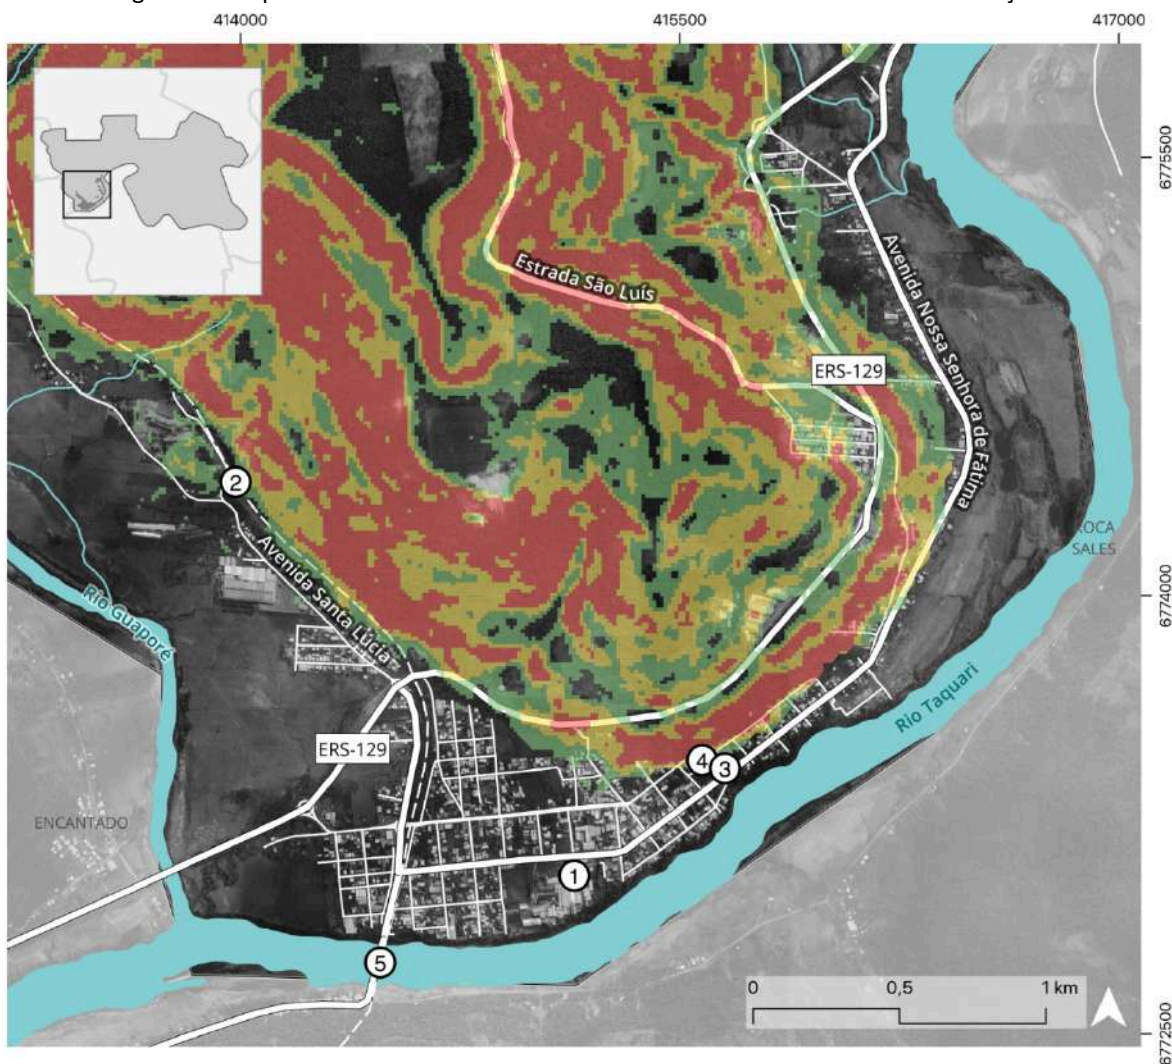 414000
415500
417000
6775500
Estrada São Luís
Avenida Nossa Senhora de Fátima
ERS-129
2
ROCA
SALES
Avenida Santa Lúcia
6774000
Rio Guaporé
Rio Taquari
ERS-129
4
3
ENCANTADO
1
5
0
0,5
1 km
6772500